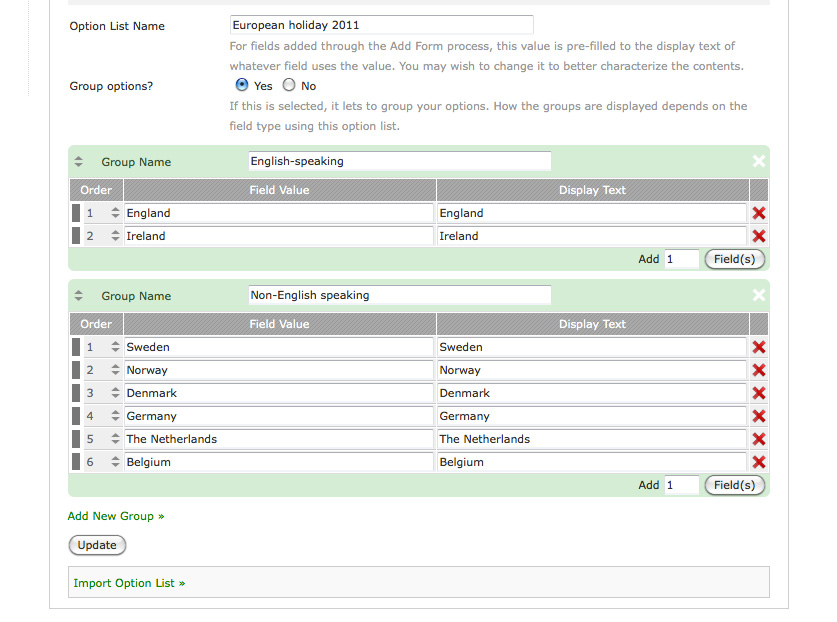 Option List Name European holiday 2011
For fields added through the Add Form process, this value is pre-filled to the display text of
whatever field uses the value. You may wish to change it to better characterize the contents.
Group options? Yes No
If this is selected, it lets to group your options. How the groups are displayed depends on the
field type using this option list.
Group Name English-speaking
Order Field Value Display Text
1 England England
2 Ireland Ireland
Add 1 Field(s)
Group Name Non-English speaking
Order Field Value Display Text
1 Sweden Sweden
2 Norway Norway
3 Denmark Denmark
4 Germany Germany
5 The Netherlands The Netherlands
6 Belgium Belgium
Add 1 Field(s)
Add New Group »
Update
Import Option List »